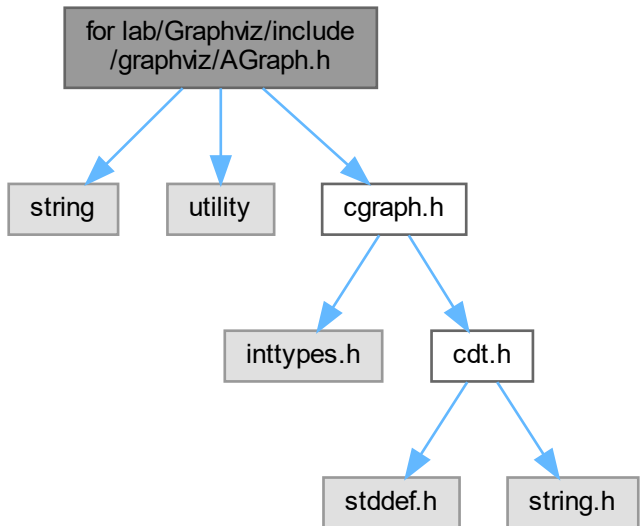 for lab/Graphviz/include
/graphviz/AGraph.h
string
utility
cgraph.h
inttypes.h
cdt.h
stddef.h
string.h